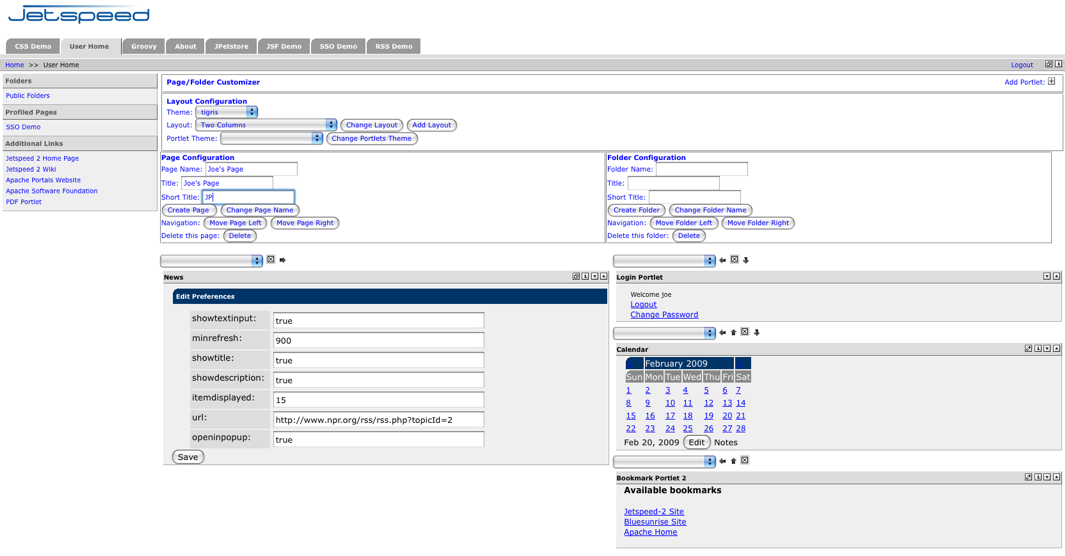 Jetspeed
CSS Demo User Home Groovy About JPetstore JSF Demo SSO Demo RSS Demo
Home >> User Home Logout
Folders
Public Folders
Profiled Pages
SSO Demo
Additional Links
Jetspeed 2 Home Page
Jetspeed 2 Wiki
Apache Portals Website
Apache Software Foundation
PDF Portlet
Page/Folder Customizer Add Portlet:
Layout Configuration
Theme: tigris
Layout: Two Columns Change Layout Add Layout
Portlet Theme: Change Portlets Theme
Page Configuration
Page Name: Joe's Page
Title: Joe's Page
Short Title: JP
Create Page Change Page Name
Navigation: Move Page Left Move Page Right
Delete this page: Delete
Folder Configuration
Folder Name:
Title:
Short Title:
Create Folder Change Folder Name
Navigation: Move Folder Left Move Folder Right
Delete this folder: Delete
News
Edit Preferences
showtextinput: true
minrefresh: 900
showtitle: true
showdescription: true
itemdisplayed: 15
url: http://www.npr.org/rss/rss.php?topicId=2
openinpopup: true
Save
Login Portlet
Welcome Joe
Logout
Change Password
Calendar
February 2009
Sun Mon Tue Wed Thu Fri Sat
1 2 3 4 5 6 7
8 9 10 11 12 13 14
15 16 17 18 19 20 21
22 23 24 25 26 27 28
Feb 20, 2009 Edit Notes
Bookmark Portlet 2
Available bookmarks
Jetspeed-2 Site
Bluesunrise Site
Apache Home